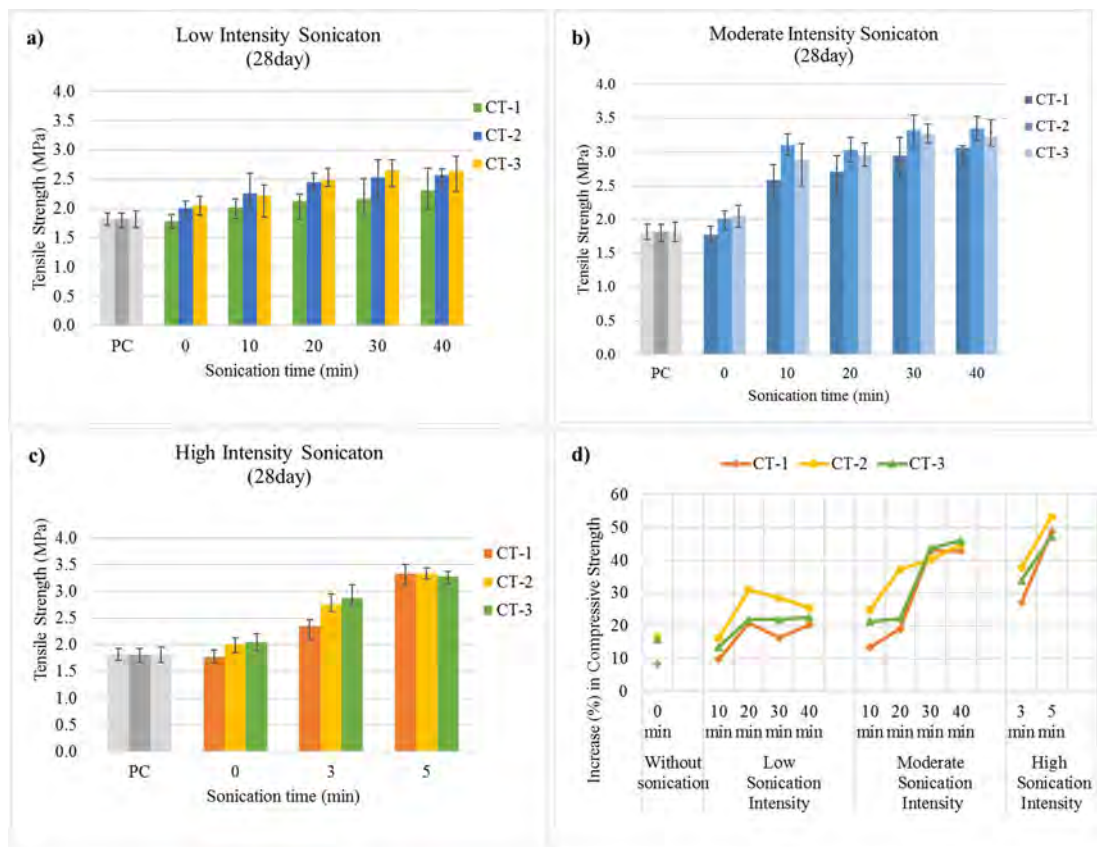 a)
Low Intensity Sonicaton
(28day)
Tensile Strength (MPa)
4.0
3.5
3.0
2.5
2.0
1.5
1.0
0.5
0.0
CT-1
CT-2
CT-3
PC 0 10 20 30 40
Sonication time (min)
b)
Moderate Intensity Sonicaton
(28day)
Tensile Strength (MPa)
4.0
3.5
3.0
2.5
2.0
1.5
1.0
0.5
0.0
CT-1
CT-2
CT-3
PC 0 10 20 30 40
Sonication time (min)
c)
High Intensity Sonicaton
(28day)
Tensile Strength (MPa)
4.0
3.5
3.0
2.5
2.0
1.5
1.0
0.5
0.0
CT-1
CT-2
CT-3
PC 0 3 5
Sonication time (min)
d)
CT-1 CT-2 CT-3
Increase (%) in Compressive Strength
60
50
40
30
20
10
0
0 10 20 30 40 10 20 30 40 3 5
min min min min min min min min min min min
Without Low Moderate High
sonication Sonication Sonication Sonication
Intensity Intensity Intensity